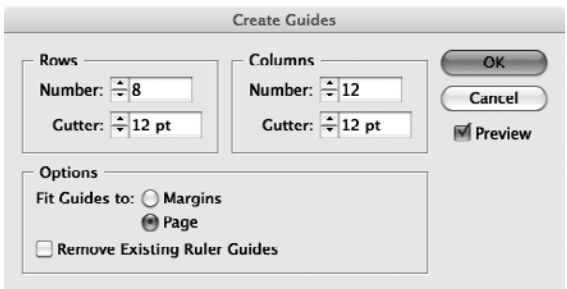 Create Guides
Rows
Number: 8
Gutter: 12 pt
Columns
Number: 12
Gutter: 12 pt
OK
Cancel
Preview
Options
Fit Guides to: Margins
Page
Remove Existing Ruler Guides